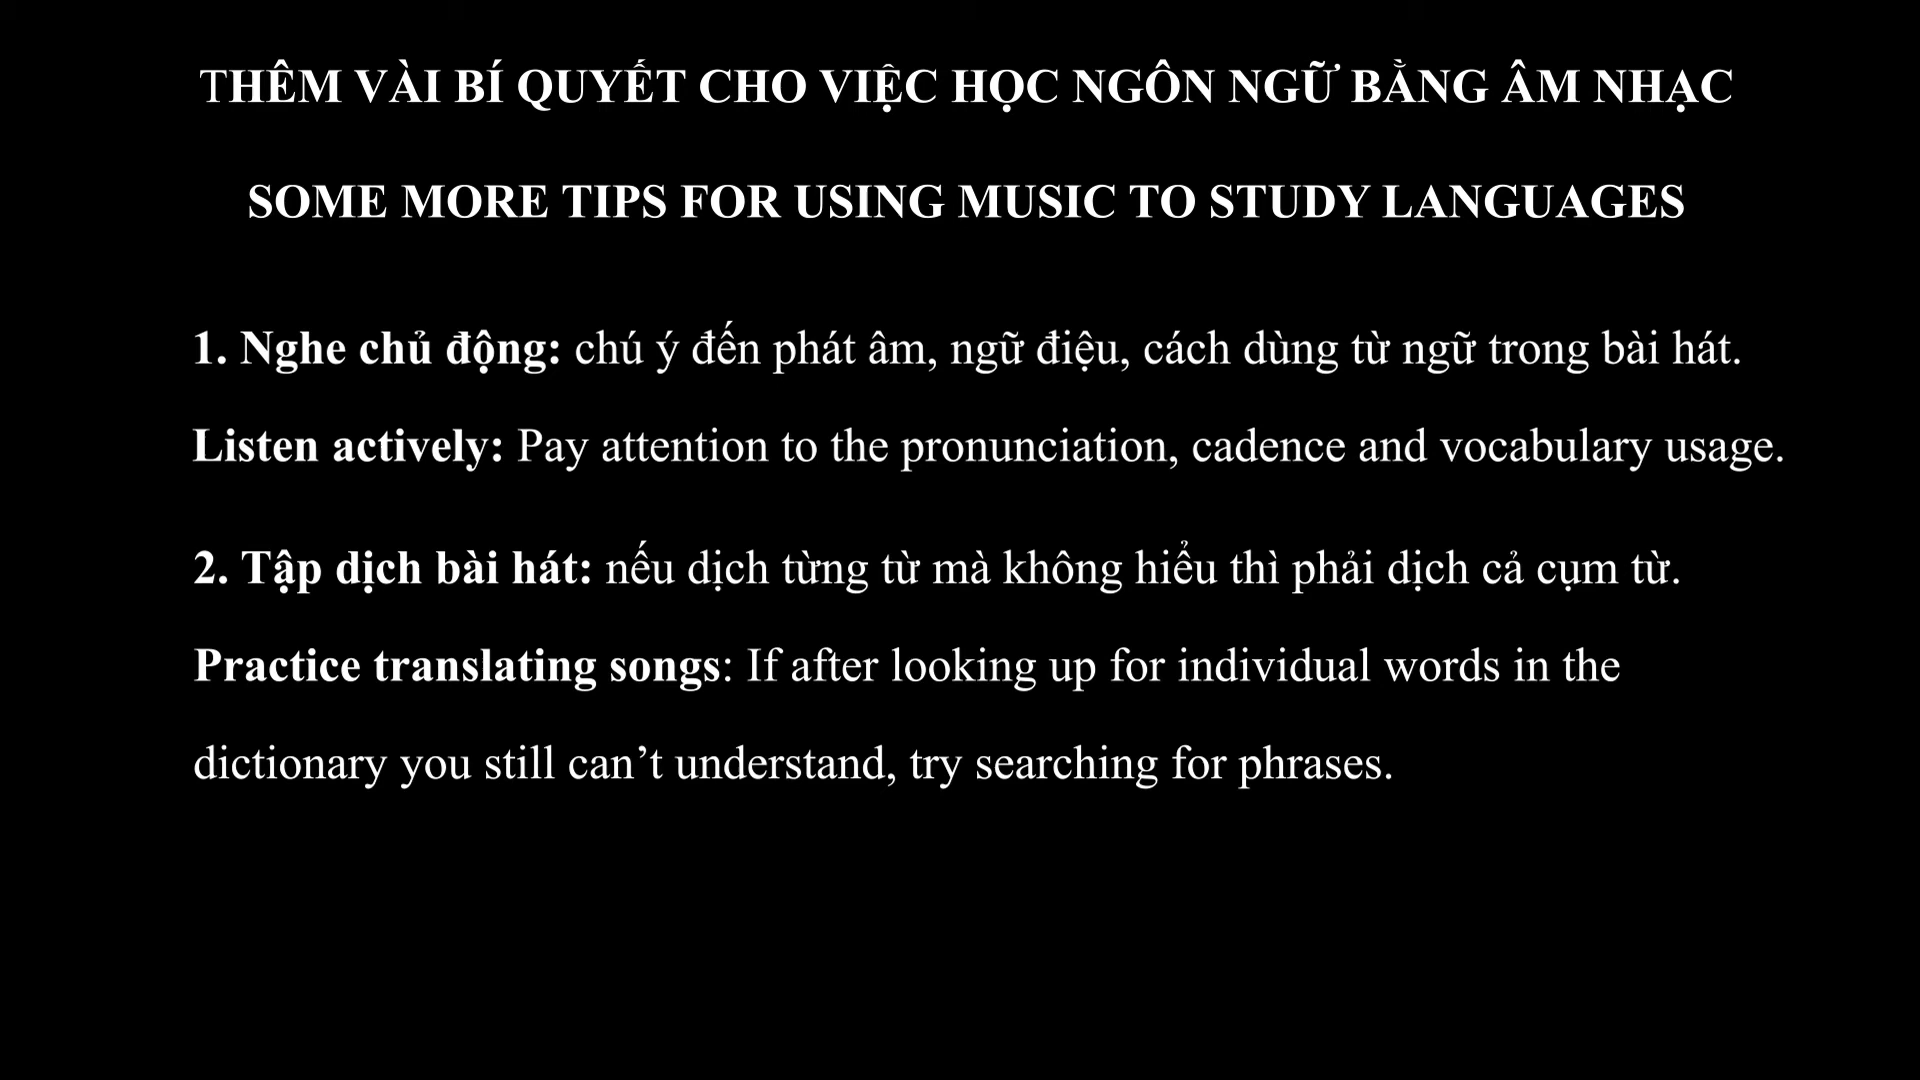 THÊM VÀI BÍ QUYẾT CHO VIỆC HỌC NGÔN NGỮ BẰNG ÂM NHẠC
SOME MORE TIPS FOR USING MUSIC TO STUDY LANGUAGES
1. Nghe chủ động: chú ý đến phát âm, ngữ điệu, cách dùng từ ngữ trong bài hát.
Listen actively: Pay attention to the pronunciation, cadence and vocabulary usage.
2. Tập dịch bài hát: nếu dịch từng từ mà không hiểu thì phải dịch cả cụm từ.
Practice translating songs: If after looking up for individual words in the
dictionary you still can’t understand, try searching for phrases.